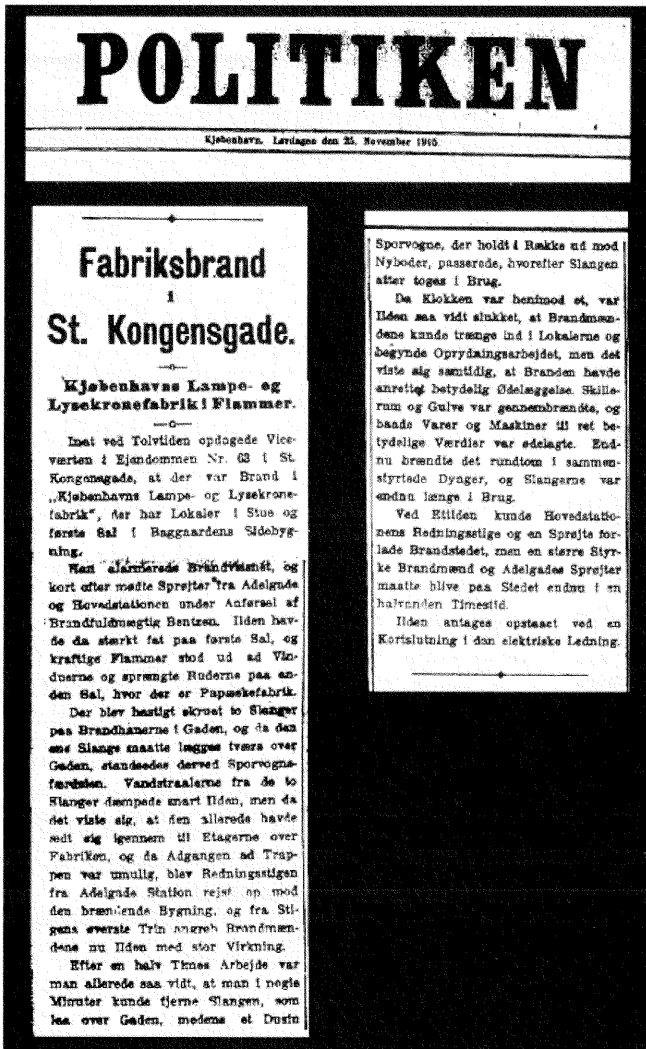 POLITIKEN
Kjøbenhavn. Lørdagen den 25. November 1905.
Fabriksbrand
i
St. Kongensgade.
Kjøbenhavns Lampe- og
Lysekronefabrik i Flammer.
Inat ved Tolvtiden opdagede Vice-
værten i Ejendommen Nr. 63 i St.
Kongensgade, at der var Brand i
„Kjøbenhavns Lampe- og Lysekrone-
fabrik“, der har Lokaler i Stue og
første Sal i Baggaardens Sidebyg-
ning.
Han alarmerede Brandvæsnet, og
kort efter mødte Sprøjter fra Adelgade
og Hovedstationen under Anførsel af
Brandfuldmægtig Bentzen. Ilden hav-
de da stærkt fat paa første Sal, og
kraftige Flammer stod ud ad Vin-
duerne og sprængte Ruderne paa an-
den Sal, hvor der er Papæskefabrik.
Der blev hastigt skruet to Slanger
paa Brandhanerne i Gaden, og da den
ene Slange maatte lægges tværs over
Gaden, standsedes derved Sporvogns-
færdslen. Vandstraalerne fra de to
Slanger dæmpede snart Ilden, men da
det viste sig, at den allerede havde
ædt sig igennem til Etagerne over
Fabriken, og da Adgangen ad Trap-
pen var umulig, blev Redningsstigen
fra Adelgade Station rejst op mod
den brændende Bygning, og fra Sti-
gens øverste Trin angreb Brandmæn-
dene nu Ilden med stor Virkning.
Efter en halv Times Arbejde var
man allerede saa vidt, at man i nogle
Minuter kunde fjerne Slangen, som
laa over Gaden, medens et Dusin
Sporvogne, der holdt i Række ud mod
Nyboder, passerede, hvorefter Slangen
atter toges i Brug.
Da Klokken var henimod et, var
Ilden saa vidt slukket, at Brandmæn-
dene kunde trænge ind i Lokalerne og
begynde Oprydningsarbejdet, men det
viste sig samtidig, at Branden havde
anrettet betydelig Ødelæggelse. Skille-
rum og Gulve var gennembrændte, og
baade Varer og Maskiner til ret be-
tydelige Værdier var ødelagte. End-
nu brændte det rundtom i sammen-
styrtede Dynger, og Slangerne var
endnu længe i Brug.
Ved Ettiden kunde Hovedstatio-
nens Redningsstige og en Sprøjte for-
lade Brandstedet, men en større Styr-
ke Brandmænd og Adelgades Sprøjter
maatte blive paa Stedet endnu i en
halvanden Timestid.
Ilden antages opstaaet ved en
Kortslutning i den elektriske Ledning.